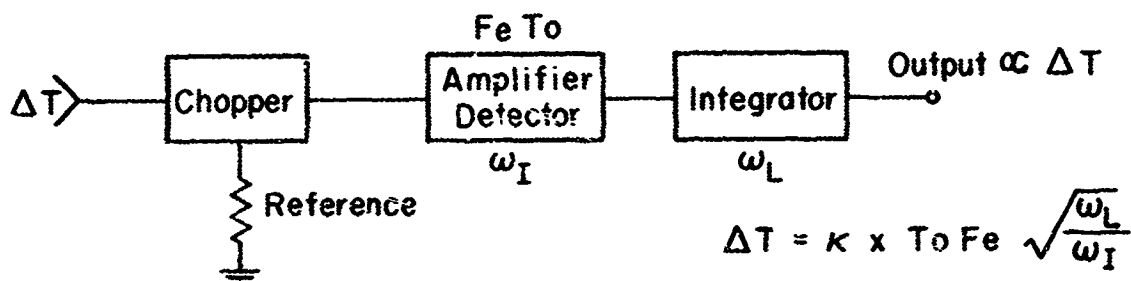 Fe To
ΔT
Chopper
Amplifier
Detector
Integrator
Output ∝ ΔT
ω_I
ω_L
Reference
ΔT = κ x To Fe √(ω_L/ω_I)